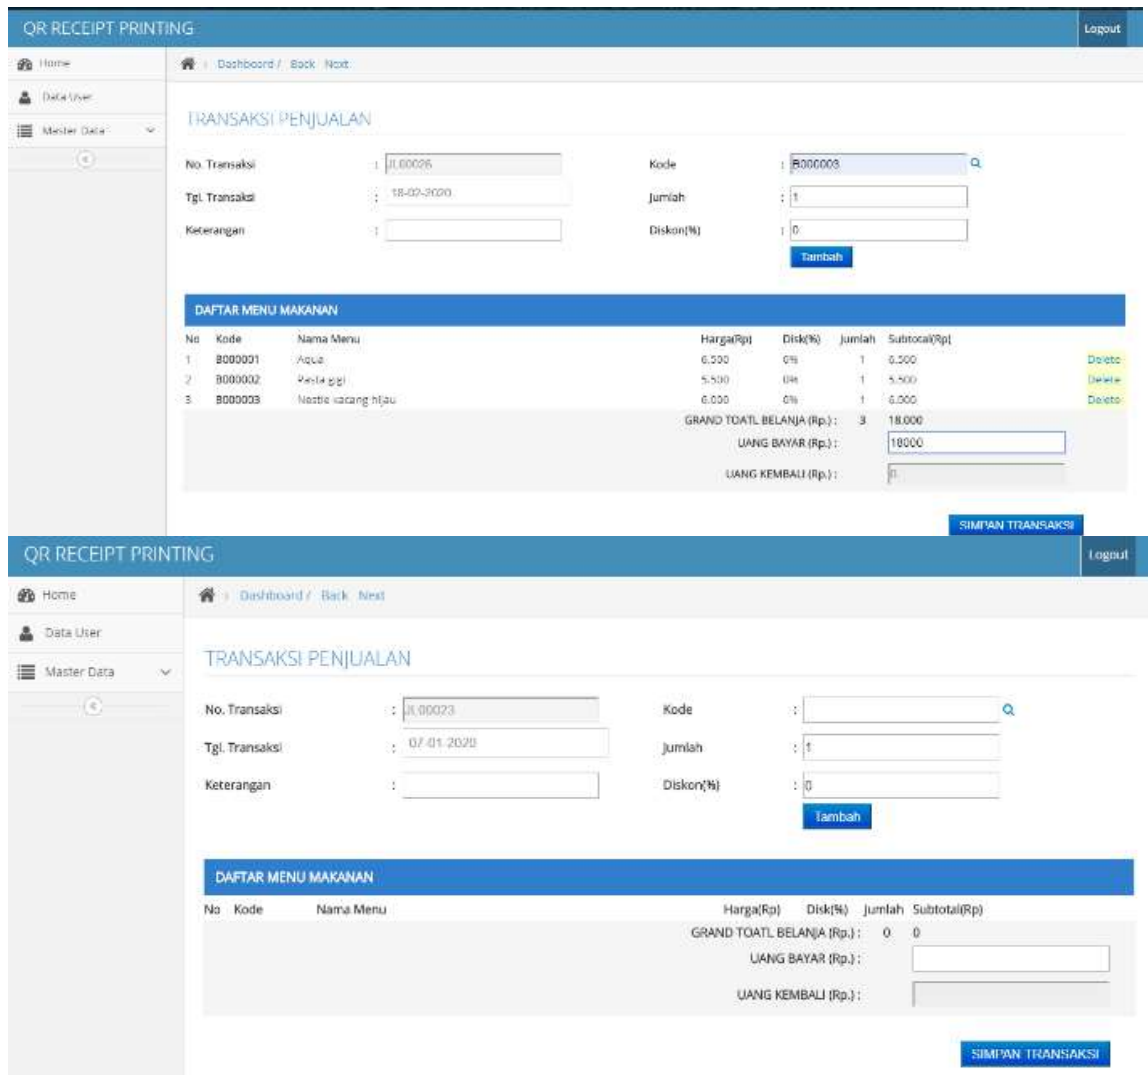 QR RECEIPT PRINTING Logout
Home Dashboard / Back Next
Data User
Master Data
TRANSAKSI PENJUALAN
No. Transaksi : JL00026 Kode : B000003
Tgl. Transaksi : 18-02-2020 Jumlah : 1
Keterangan : Diskon(%) : 0
Tambah
DAFTAR MENU MAKANAN
No Kode Nama Menu Harga(Rp) Disk(%) Jumlah Subtotal(Rp)
1 B000001 Aqua 6.500 0% 1 6.500 Delete
2 B000002 Pasta gigi 5.500 0% 1 5.500 Delete
3 B000003 Nestle kacang hijau 6.000 0% 1 6.000 Delete
GRAND TOATL BELANJA (Rp.) : 3 18.000
UANG BAYAR (Rp.) : 18000
UANG KEMBALI (Rp.) : 0
SIMPAN TRANSAKSI
QR RECEIPT PRINTING Logout
Home Dashboard / Back Next
Data User
Master Data
TRANSAKSI PENJUALAN
No. Transaksi : JL00023 Kode :
Tgl. Transaksi : 07-01-2020 Jumlah : 1
Keterangan : Diskon(%) : 0
Tambah
DAFTAR MENU MAKANAN
No Kode Nama Menu Harga(Rp) Disk(%) Jumlah Subtotal(Rp)
GRAND TOATL BELANJA (Rp.) : 0 0
UANG BAYAR (Rp.) :
UANG KEMBALI (Rp.) :
SIMPAN TRANSAKSI